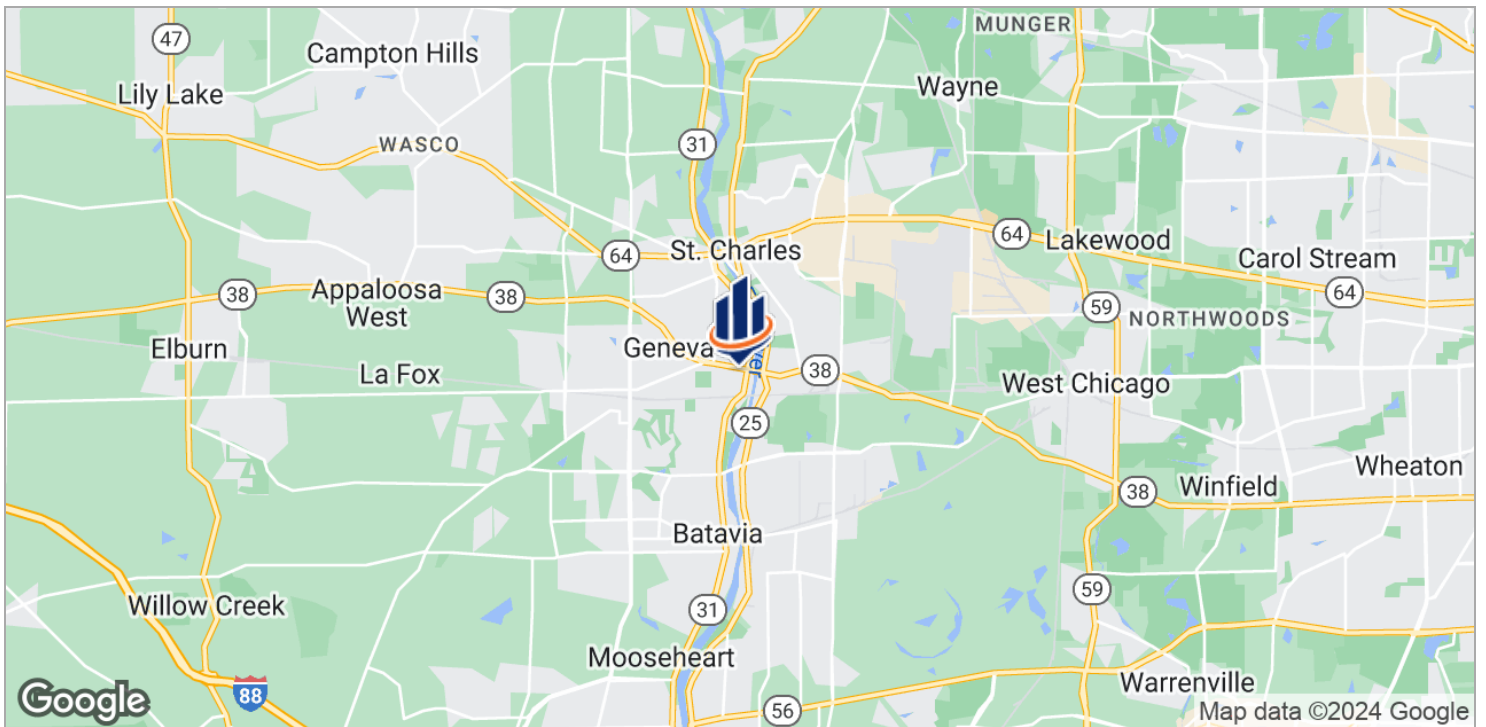 MUNGER
47
Campton Hills
Lily Lake
Wayne
31
WASCO
64
Lakewood
St. Charles
64
Carol Stream
38
Appaloosa
West
38
59
64
NORTHWOODS
Elburn
Geneva
La Fox
38
West Chicago
25
Wheaton
38
Winfield
Batavia
59
Willow Creek
31
Mooseheart
88
Warrenville
56
Google
Map data ©2024 Google